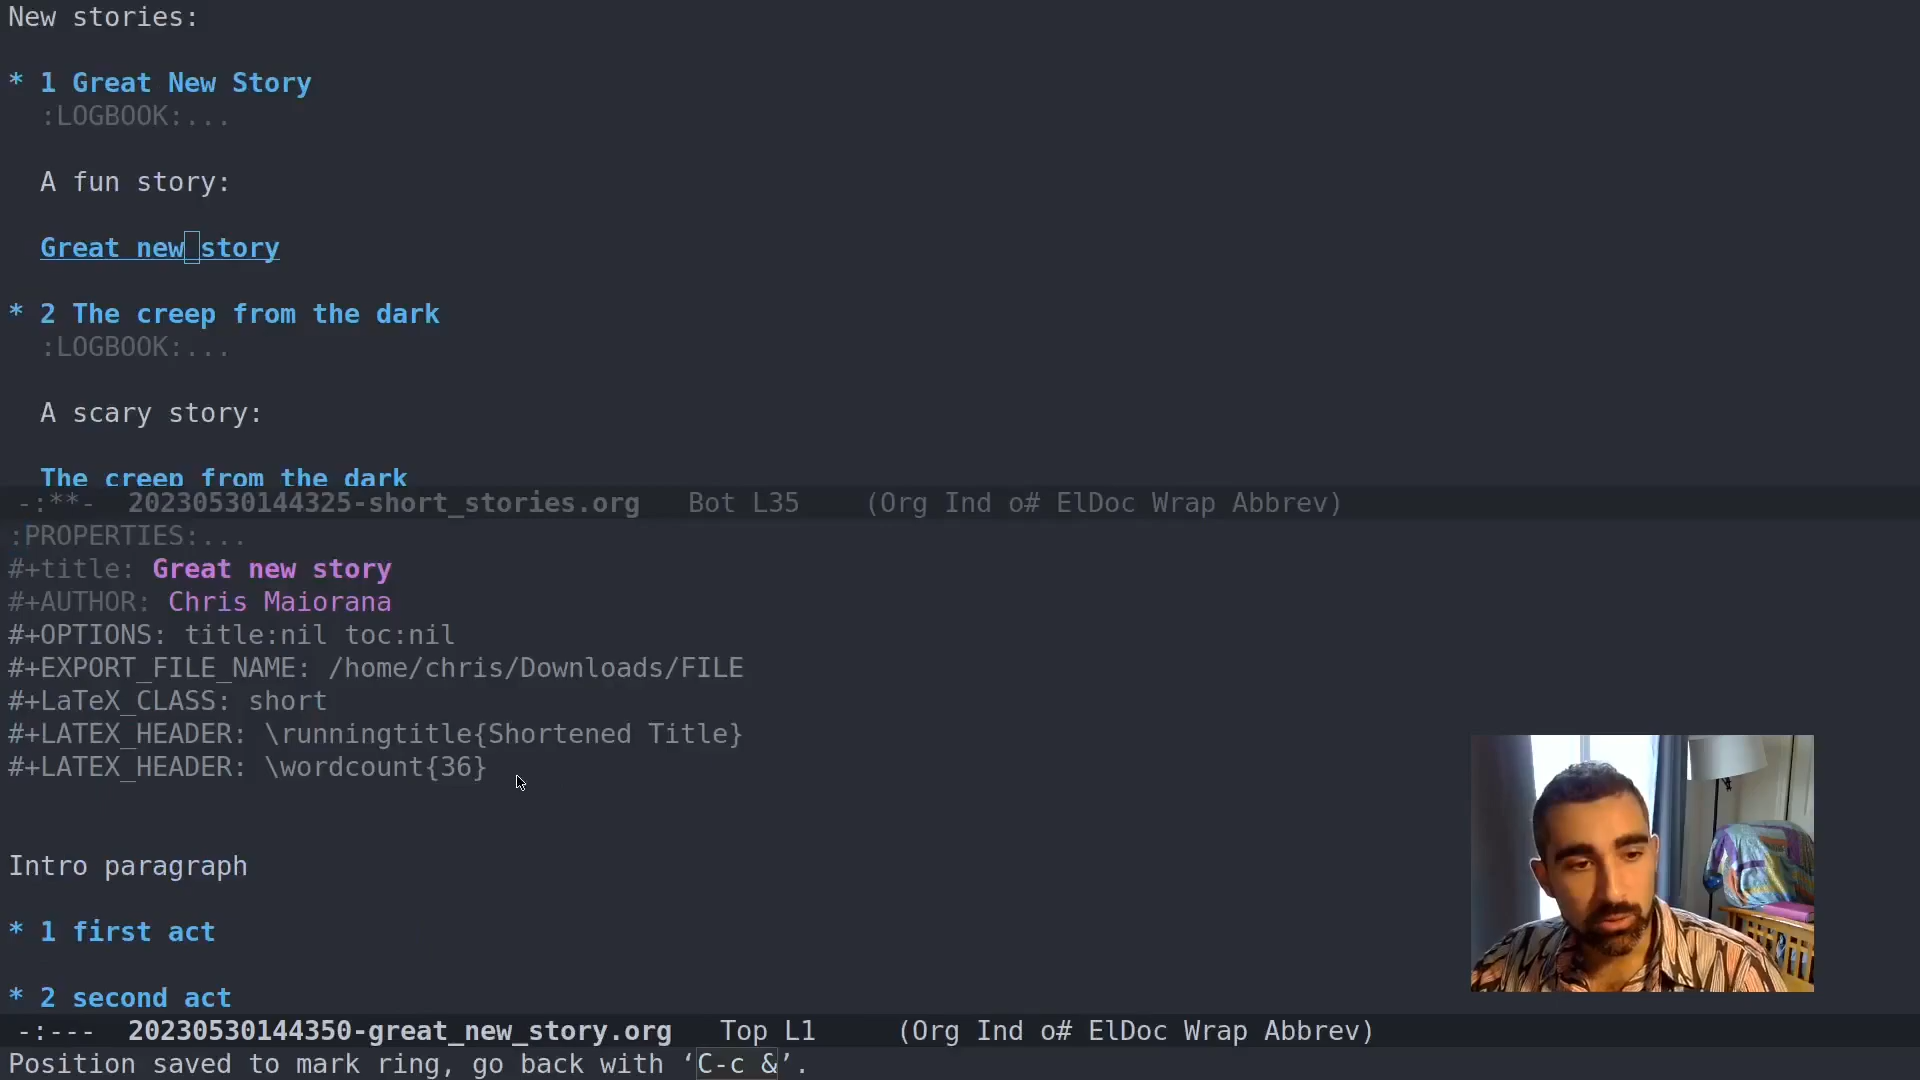 New stories:
* 1 Great New Story
:LOGBOOK:...
A fun story:
Great new story
* 2 The creep from the dark
:LOGBOOK:...
A scary story:
The creep from the dark
-:**-  20230530144325-short_stories.org   Bot L35    (Org Ind o# ElDoc Wrap Abbrev)
:PROPERTIES:...
#+title: Great new story
#+AUTHOR: Chris Maiorana
#+OPTIONS: title:nil toc:nil
#+EXPORT_FILE_NAME: /home/chris/Downloads/FILE
#+LaTeX_CLASS: short
#+LATEX_HEADER: \runningtitle{Shortened Title}
#+LATEX_HEADER: \wordcount{36}
Intro paragraph
* 1 first act
* 2 second act
-:---  20230530144350-great_new_story.org   Top L1     (Org Ind o# ElDoc Wrap Abbrev)
Position saved to mark ring, go back with ‘C-c &’.